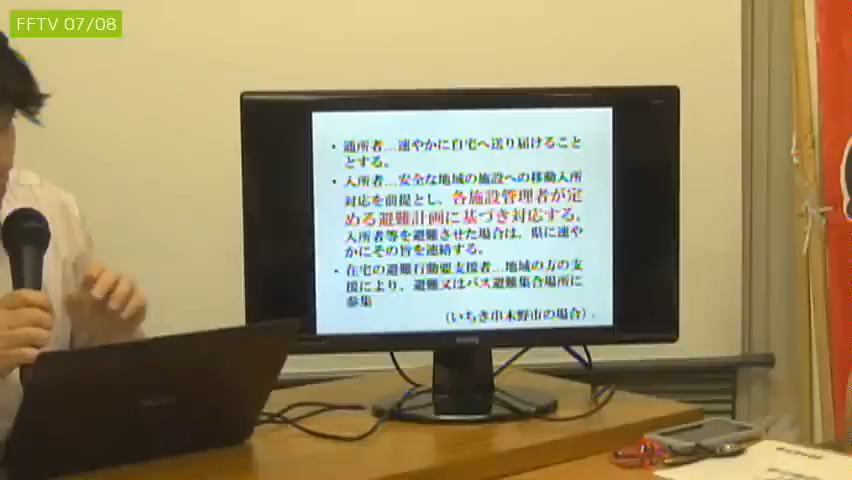 FFTV 07/08
・通所者…速やかに自宅へ送り届けること
とする。
・入所者…安全な地域の施設への移動入所
対応を前提とし、各施設管理者が定
める避難計画に基づき対応する。
入所者等を避難させた場合は、県に速や
かにその旨を連絡する。
・在宅の避難行動要支援者…地域の方の支
援により、避難又はバス避難集合場所に
参集
（いちき串木野市の場合）